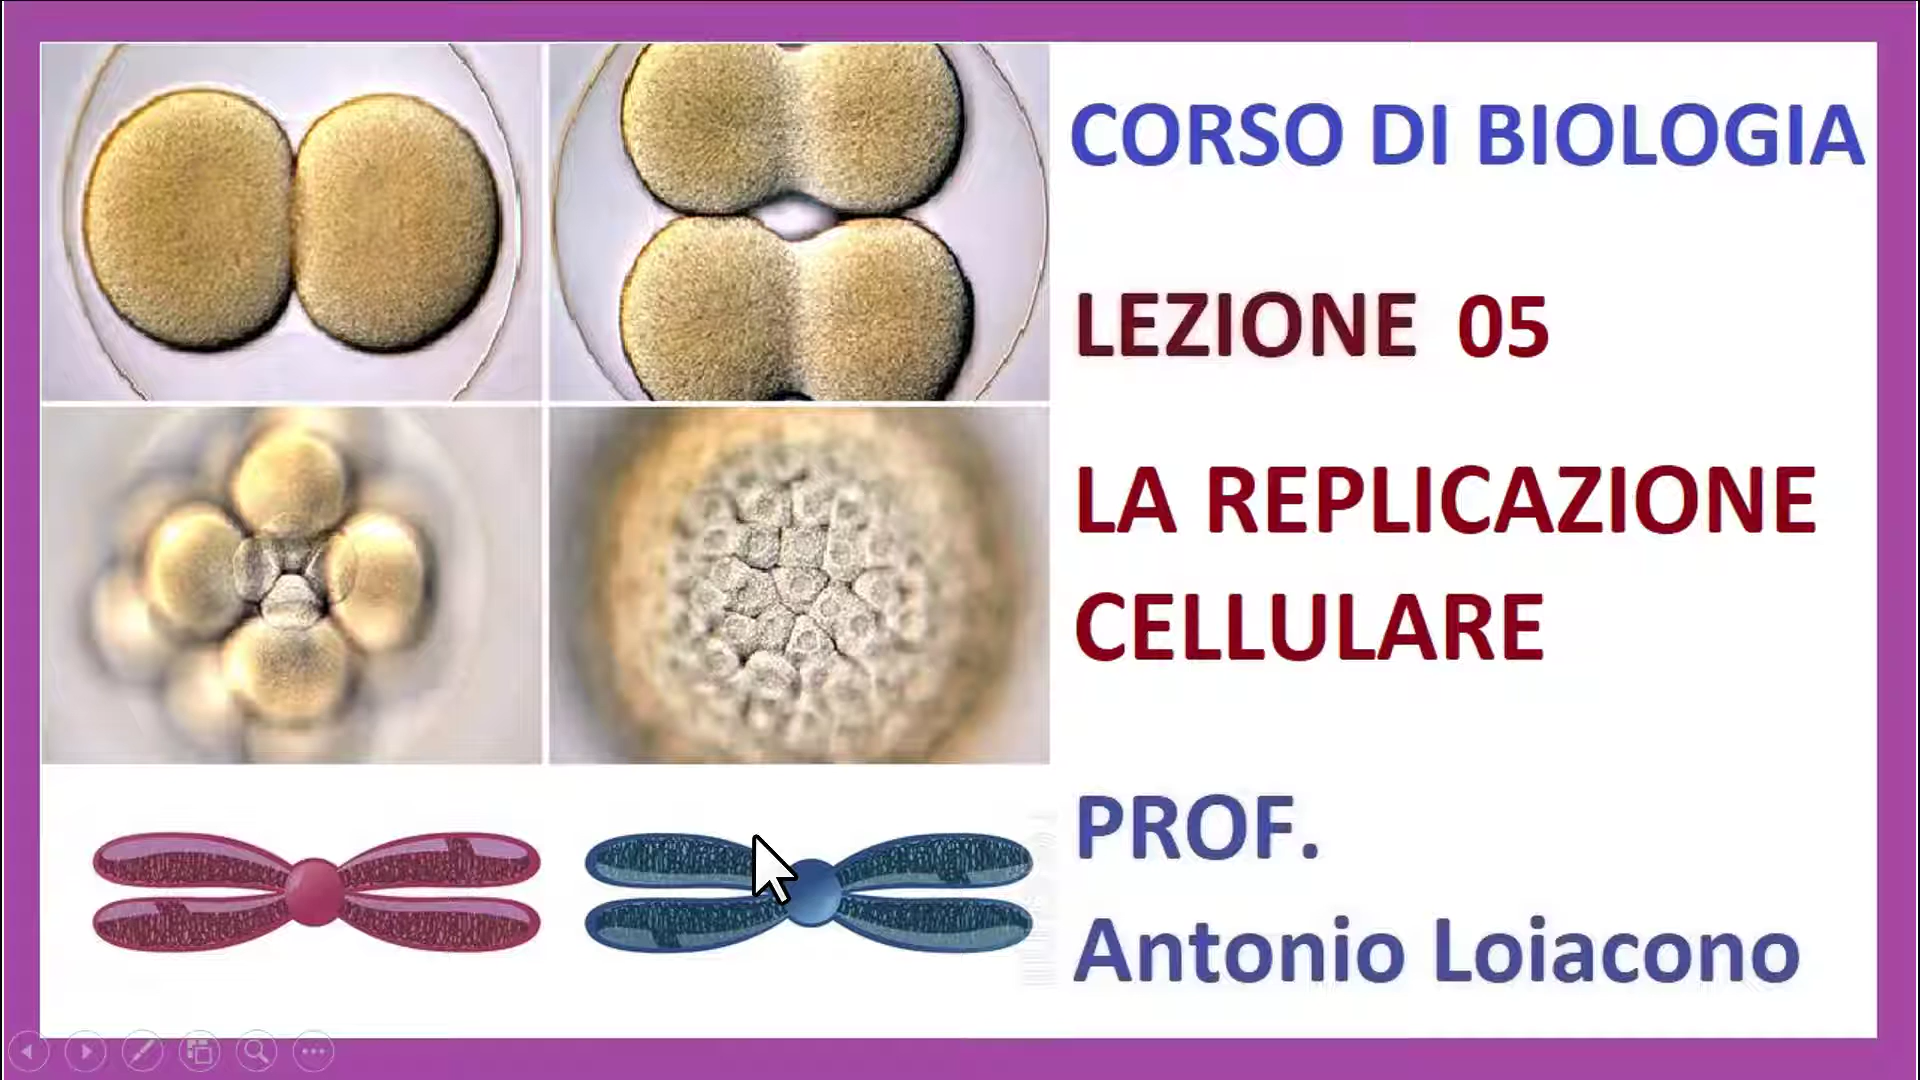 CORSO DI BIOLOGIA
LEZIONE 05
LA REPLICAZIONE
CELLULARE
PROF.
Antonio Loiacono